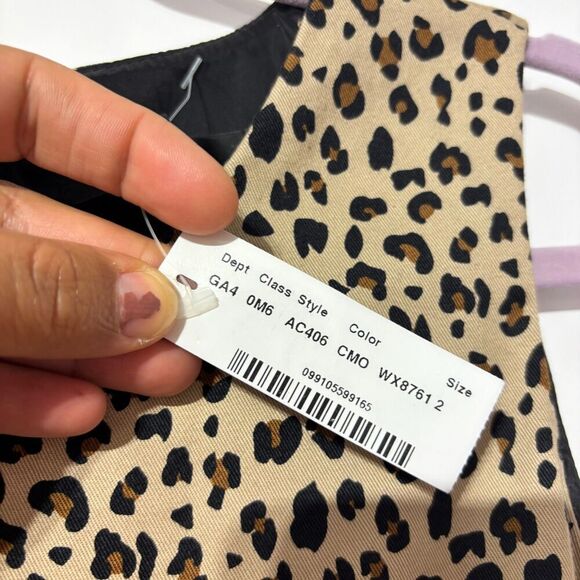 Dept Class Style Color Size
GA4 0M6 AC406 CMO WX8761 2
099105599165